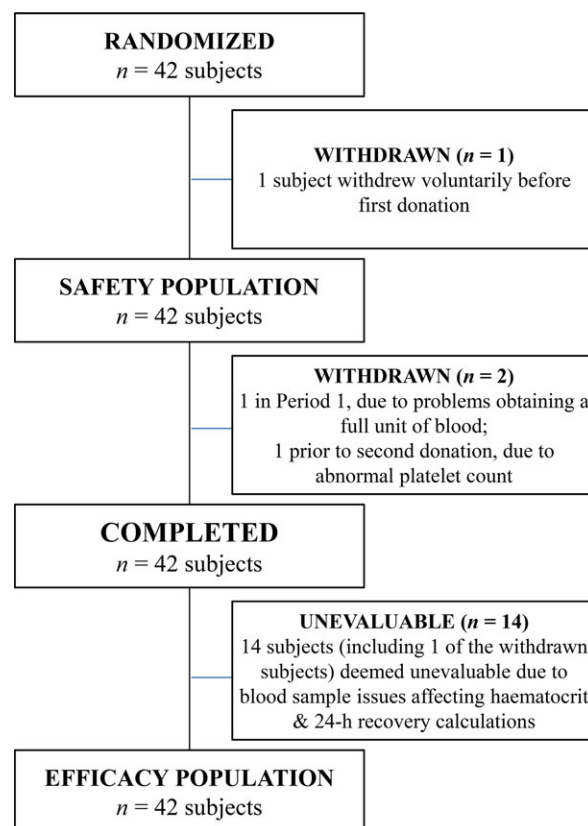 RANDOMIZED
n = 42 subjects
WITHDRAWN (n = 1)
1 subject withdrew voluntarily before
first donation
SAFETY POPULATION
n = 42 subjects
WITHDRAWN (n = 2)
1 in Period 1, due to problems obtaining a
full unit of blood;
1 prior to second donation, due to
abnormal platelet count
COMPLETED
n = 42 subjects
UNEVALUABLE (n = 14)
14 subjects (including 1 of the withdrawn
subjects) deemed unevaluable due to
blood sample issues affecting haematocrit
& 24-h recovery calculations
EFFICACY POPULATION
n = 42 subjects